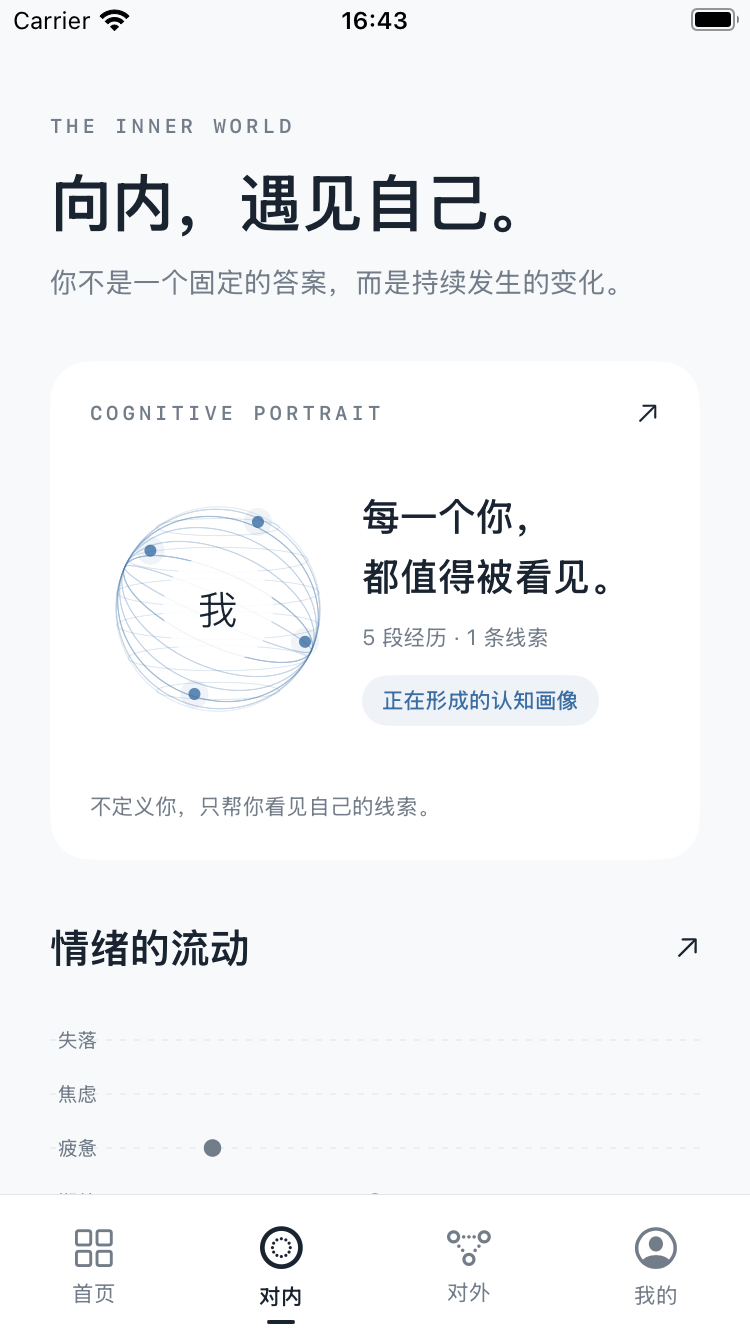 Carrier 16:43
THE INNER WORLD
向内，遇见自己。
你不是一个固定的答案，而是持续发生的变化。
COGNITIVE PORTRAIT
我
每一个你，
都值得被看见。
5 段经历 · 1 条线索
正在形成的认知画像
不定义你，只帮你看见自己的线索。
情绪的流动
失落
焦虑
疲惫
首页
对内
对外
我的